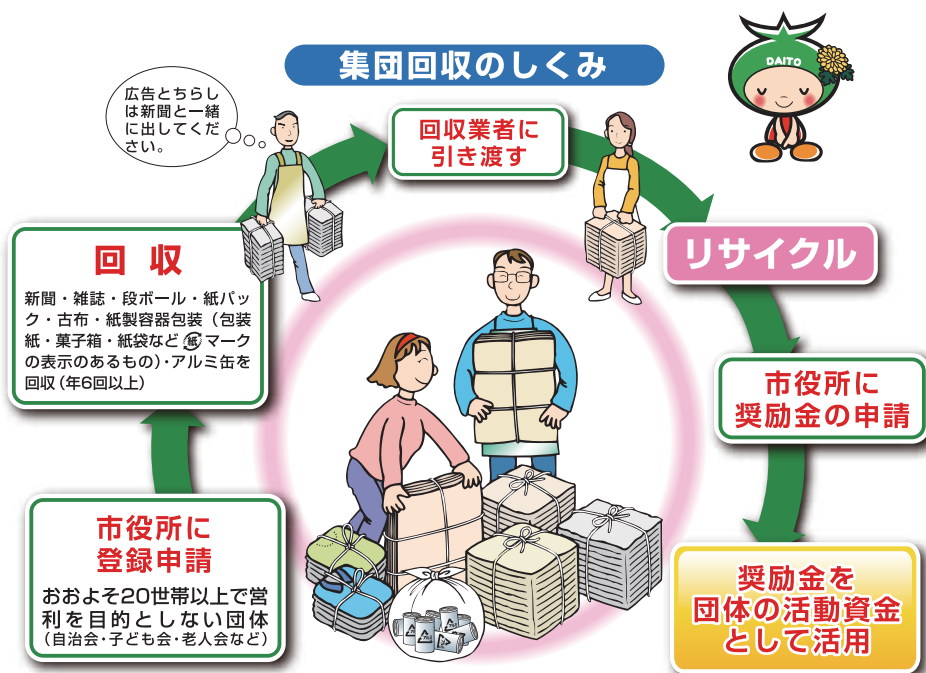 集団回収のしくみ
DAITO
広告とちらし
は新聞と一緒
に出してくだ
さい。
回収業者に
引き渡す
リサイクル
回収
新聞・雑誌・段ボール・紙パッ
ク・古布・紙製容器包装（包装
紙・菓子箱・紙袋など紙マーク
の表示のあるもの）・アルミ缶を
回収（年6回以上）
市役所に
奨励金の申請
市役所に
登録申請
おおよそ20世帯以上で営
利を目的としない団体
（自治会・子ども会・老人会など）
奨励金を
団体の活動資金
として活用